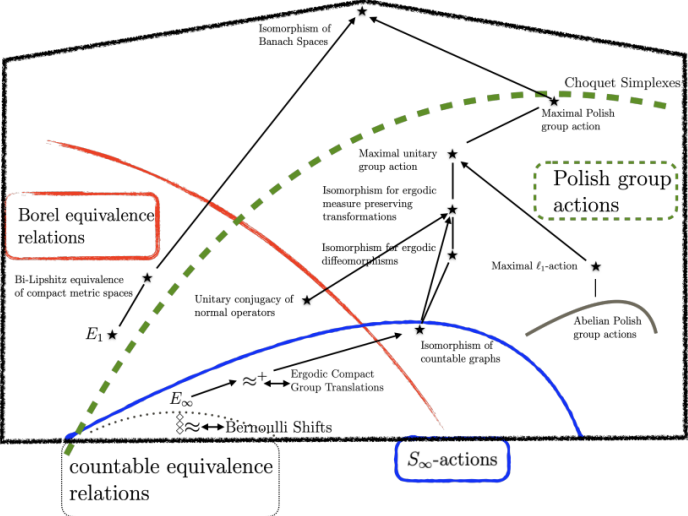 Isomorphism of
Banach Spaces
Choquet Simplexes
Maximal Polish
group action
Maximal unitary
group action
Polish group
actions
Isomorphism for ergodic
measure preserving
transformations
Borel equivalence
relations
Isomorphism for ergodic
diffeomorphisms
Maximal ℓ₁-action
Bi-Lipshitz equivalence
of compact metric spaces
Unitary conjugacy of
normal operators
Abelian Polish
group actions
E₁
Isomorphism of
countable graphs
≈⁺
Ergodic Compact
Group Translations
E∞
≈
Bernoulli Shifts
countable equivalence
relations
S∞-actions